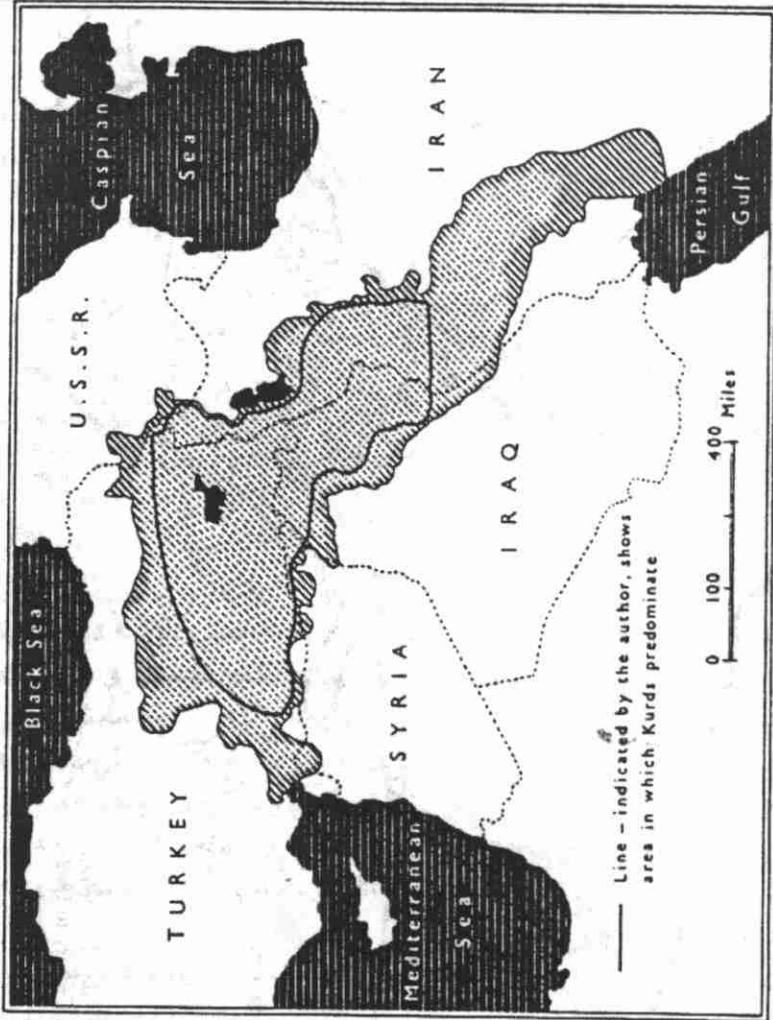 Black Sea
Caspian
Sea
U.S.S.R.
TURKEY
IRAN
Mediterranean
Sea
SYRIA
IRAQ
Persian
Gulf
Line – indicated by the author, shows
area in which Kurds predominate
0 100 400 Miles